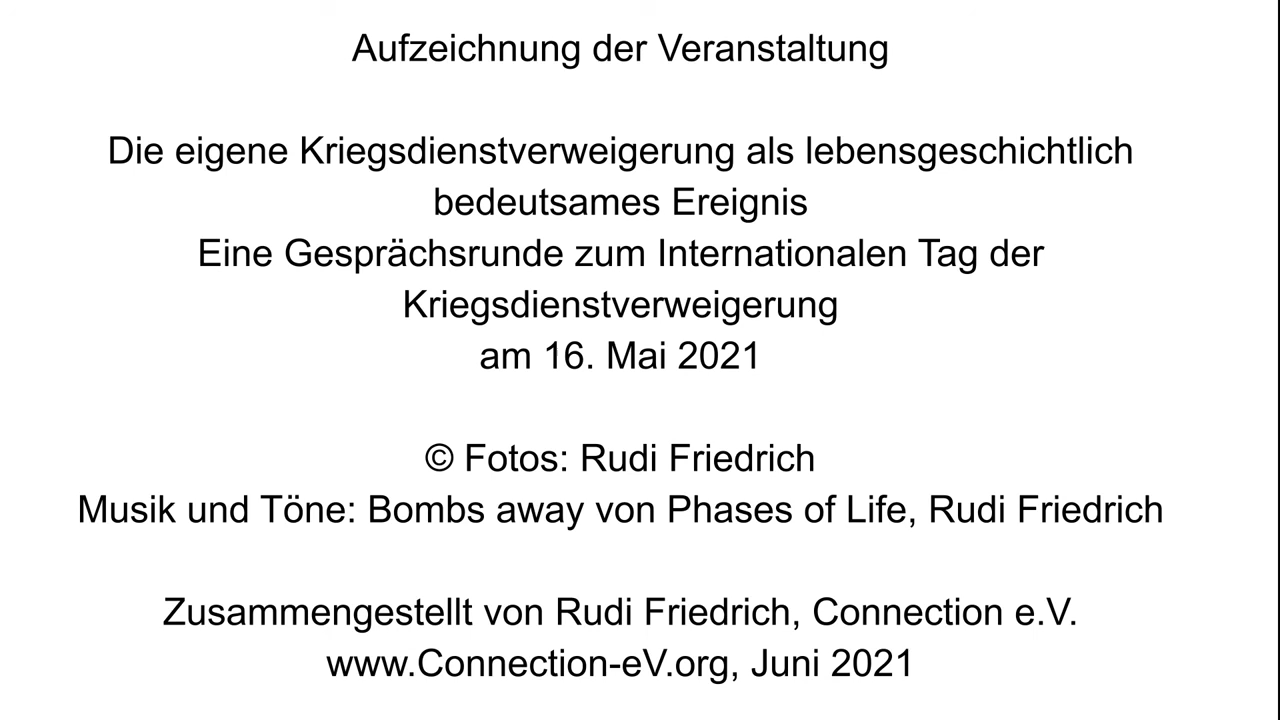 Aufzeichnung der Veranstaltung
Die eigene Kriegsdienstverweigerung als lebensgeschichtlich
bedeutsames Ereignis
Eine Gesprächsrunde zum Internationalen Tag der
Kriegsdienstverweigerung
am 16. Mai 2021
© Fotos: Rudi Friedrich
Musik und Töne: Bombs away von Phases of Life, Rudi Friedrich
Zusammengestellt von Rudi Friedrich, Connection e.V.
www.Connection-eV.org, Juni 2021